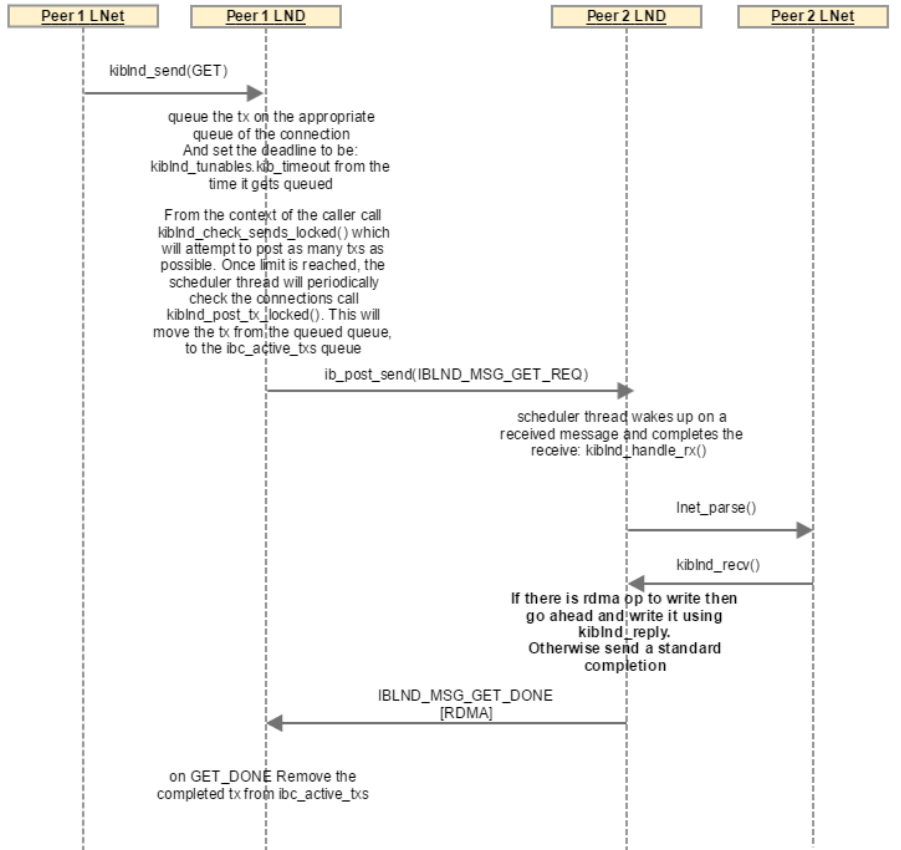 Peer 1 LNet
Peer 1 LND
Peer 2 LND
Peer 2 LNet
kiblnd_send(GET)
queue the tx on the appropriate
queue of the connection
And set the deadline to be:
kiblnd_tunables.kib_timeout from the
time it gets queued
From the context of the caller call
kiblnd_check_sends_locked() which
will attempt to post as many txs as
possible. Once limit is reached, the
scheduler thread will periodically
check the connections call
kiblnd_post_tx_locked(). This will
move the tx from the queued queue,
to the ibc_active_txs queue
ib_post_send(IBLND_MSG_GET_REQ)
scheduler thread wakes up on a
received message and completes the
receive: kiblnd_handle_rx()
lnet_parse()
kiblnd_recv()
If there is rdma op to write then
go ahead and write it using
kiblnd_reply.
Otherwise send a standard
completion
IBLND_MSG_GET_DONE
[RDMA]
on GET_DONE Remove the
completed tx from ibc_active_txs